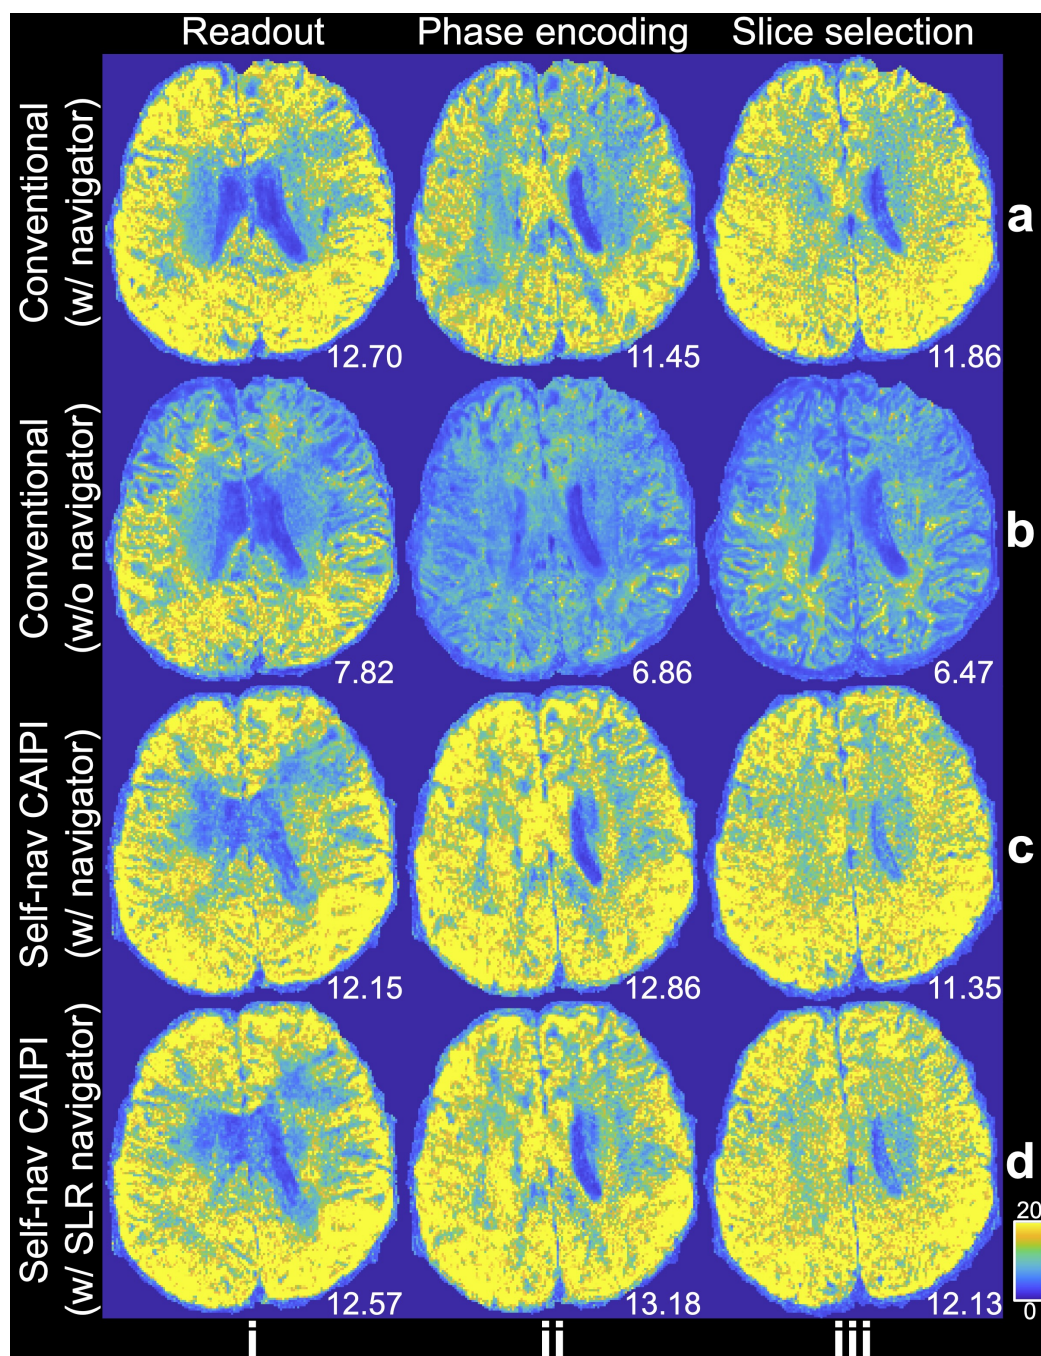 Readout Phase encoding Slice selection
Conventional
(w/ navigator)
a
12.70 11.45 11.86
Conventional
(w/o navigator)
b
7.82 6.86 6.47
Self-nav CAIPI
(w/ navigator)
c
12.15 12.86 11.35
Self-nav CAIPI
(w/ SLR navigator)
d
20
0
12.57 13.18 12.13
i ii iii